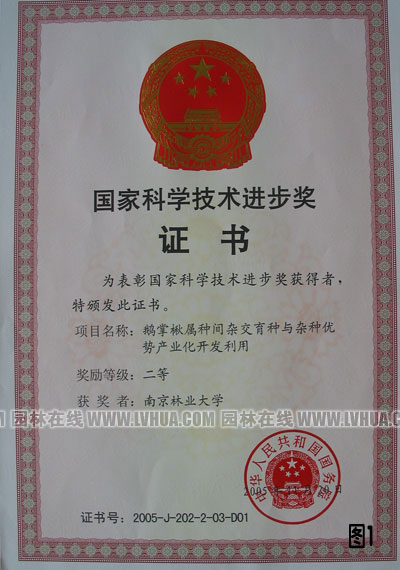 国家科学技术进步奖
证书
为表彰国家科学技术进步奖获得者，
特颁发此证书。
项目名称：鹅掌楸属种间杂交育种与杂种优
势产业化开发利用
奖励等级：二等
获奖者：南京林业大学
COM 园林在线 WWW.LVHUA.COM 园林在线 WWW.LVHUA.COM 园林在线 WWW.LV
中华人民共和国国务院
证书号：2005-J-202-2-03-D01
图1